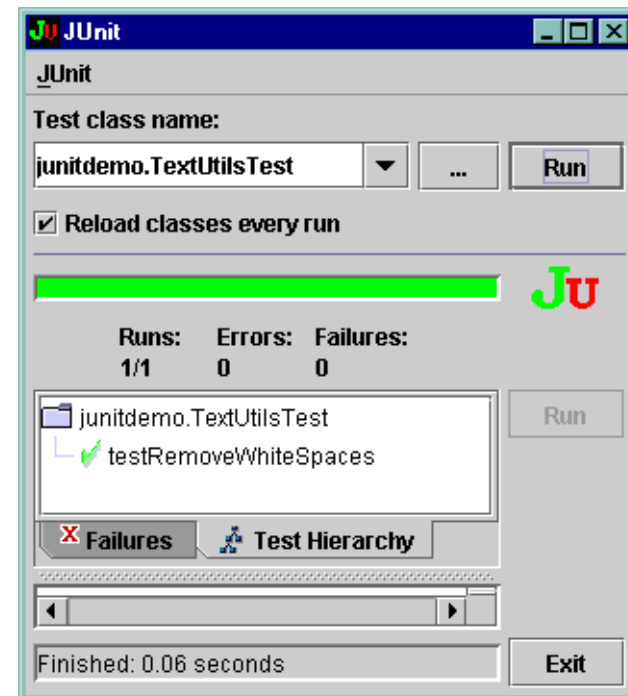 JU JUnit
JUnit
Test class name:
junitdemo.TextUtilsTest ... Run
Reload classes every run
JU
Runs: Errors: Failures:
1/1 0 0
junitdemo.TextUtilsTest Run
testRemoveWhiteSpaces
X Failures Test Hierarchy
Finished: 0.06 seconds Exit